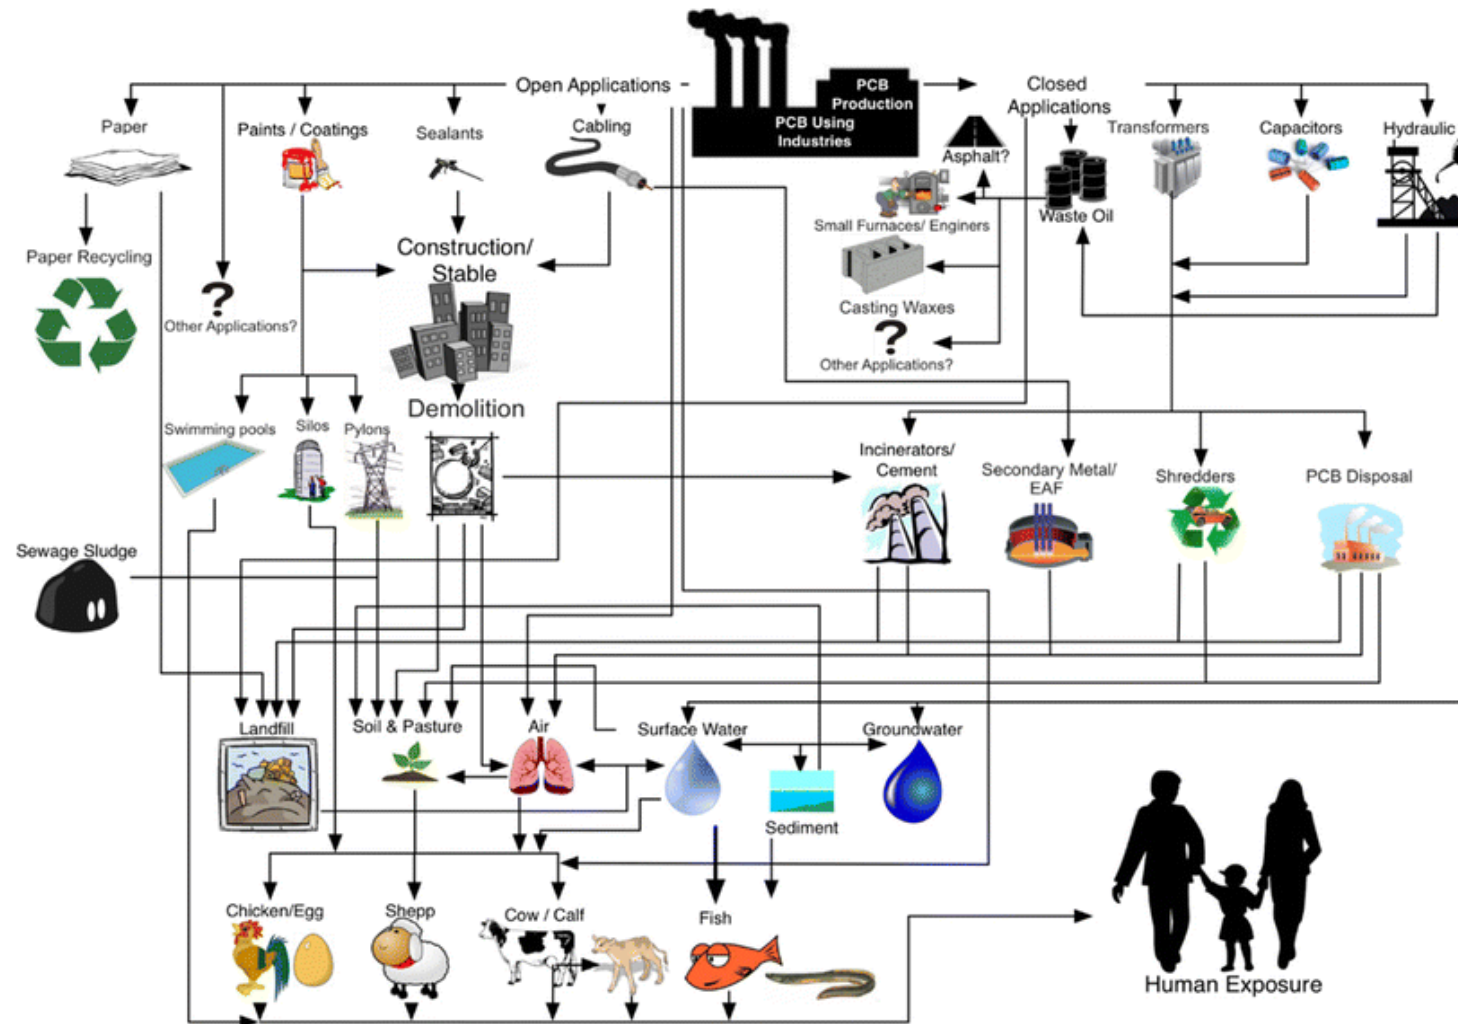 Open Applications
PCB
Production
PCB Using
Industries
Closed
Applications
Paper
Paints / Coatings
Sealants
Cabling
Asphalt?
Transformers
Capacitors
Hydraulic
Waste Oil
Small Furnaces/ Enginers
Paper Recycling
Construction/
Stable
Casting Waxes
?
Other Applications?
?
Other Applications?
Demolition
Swimming pools
Silos
Pylons
Incinerators/
Cement
Secondary Metal/
EAF
Shredders
PCB Disposal
Sewage Sludge
Landfill
Soil & Pasture
Air
Surface Water
Groundwater
Sediment
Chicken/Egg
Shepp
Cow / Calf
Fish
Human Exposure